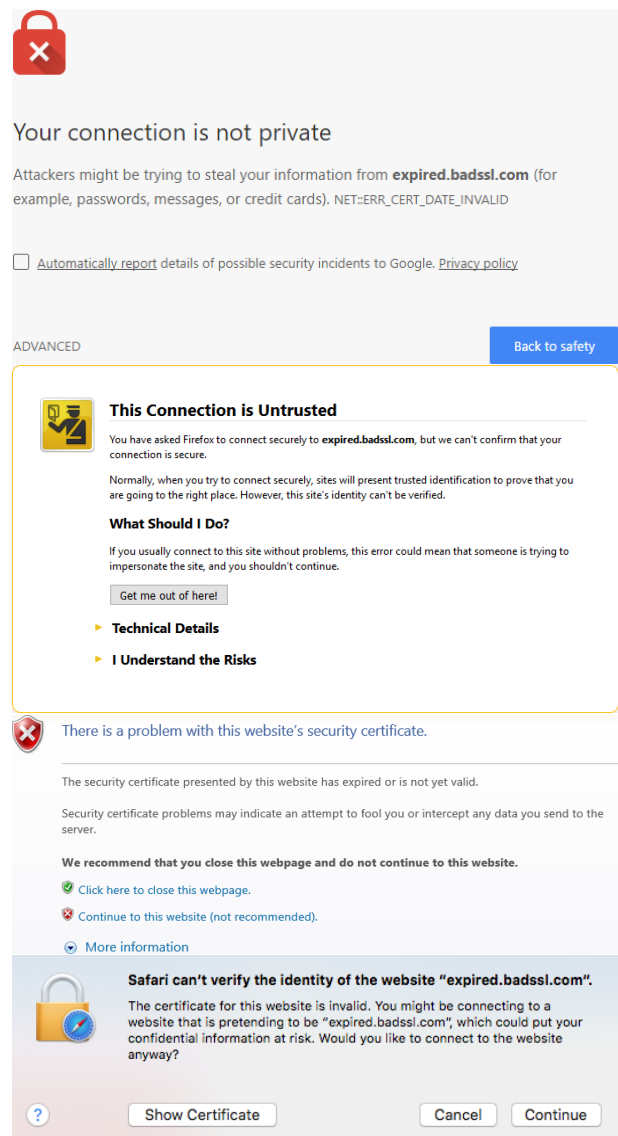 Your connection is not private
Attackers might be trying to steal your information from expired.badssl.com (for
example, passwords, messages, or credit cards). NET::ERR_CERT_DATE_INVALID
Automatically report details of possible security incidents to Google. Privacy policy
ADVANCED
Back to safety
This Connection is Untrusted
You have asked Firefox to connect securely to expired.badssl.com, but we can't confirm that your
connection is secure.
Normally, when you try to connect securely, sites will present trusted identification to prove that you
are going to the right place. However, this site's identity can't be verified.
What Should I Do?
If you usually connect to this site without problems, this error could mean that someone is trying to
impersonate the site, and you shouldn't continue.
Get me out of here!
Technical Details
I Understand the Risks
There is a problem with this website's security certificate.
The security certificate presented by this website has expired or is not yet valid.
Security certificate problems may indicate an attempt to fool you or intercept any data you send to the
server.
We recommend that you close this webpage and do not continue to this website.
Click here to close this webpage.
Continue to this website (not recommended).
More information
Safari can't verify the identity of the website “expired.badssl.com”.
The certificate for this website is invalid. You might be connecting to a
website that is pretending to be “expired.badssl.com”, which could put your
confidential information at risk. Would you like to connect to the website
anyway?
?
Show Certificate
Cancel
Continue